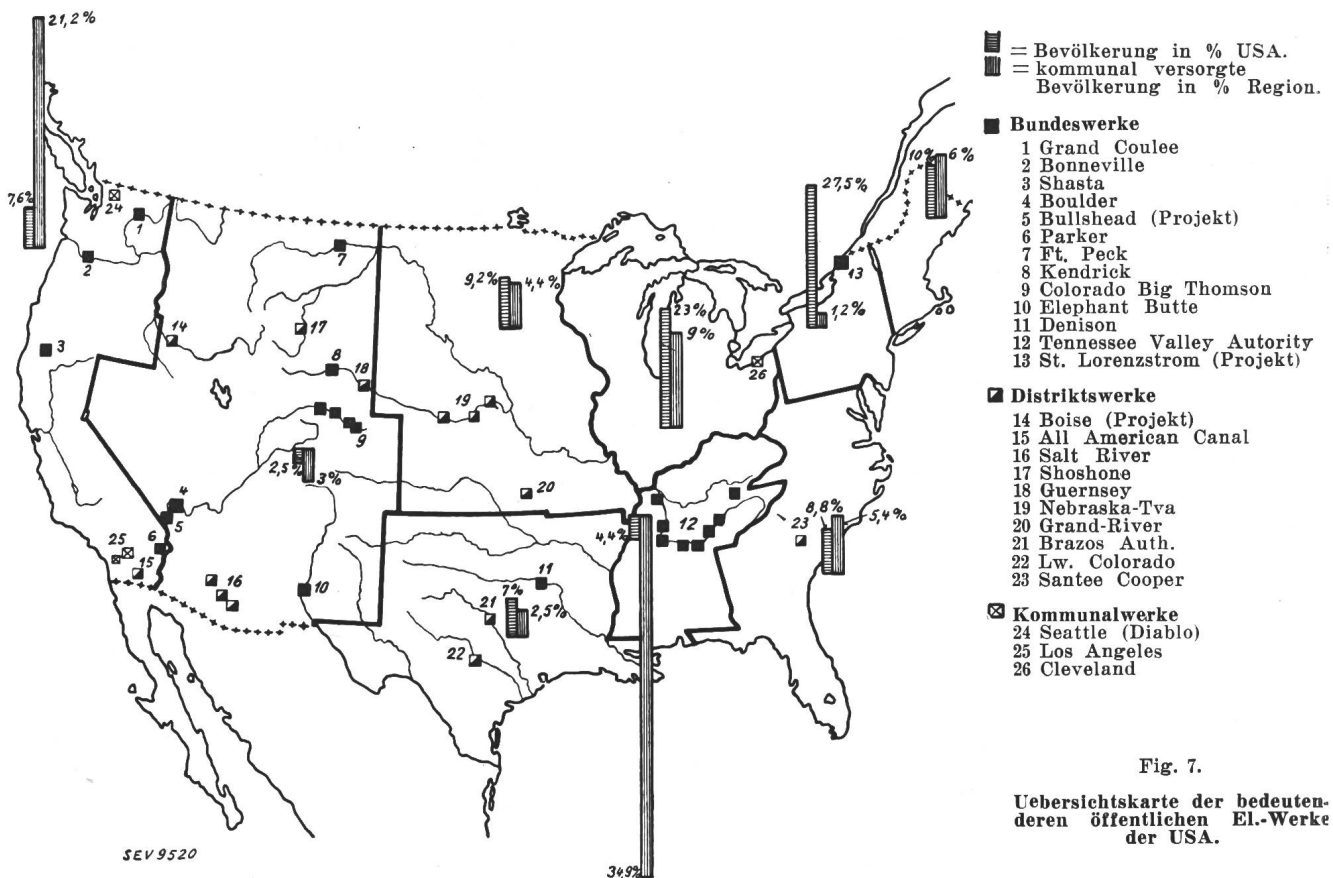 21,2%
7,6%
24
1
2
3
14
7
17
8
18
19
9
2,5%
3%
4
5
6
25
15
16
10
20
9,2%
4,4%
23%
9%
26
27,5%
1,2%
13
10%
6%
12
4,4%
34,9%
23
8,8%
5,4%
11
7%
2,5%
21
22
SEV 9520
= Bevölkerung in % USA.
= kommunal versorgte
Bevölkerung in % Region.
Bundeswerke
1 Grand Coulee
2 Bonneville
3 Shasta
4 Boulder
5 Bullshead (Projekt)
6 Parker
7 Ft. Peck
8 Kendrick
9 Colorado Big Thomson
10 Elephant Butte
11 Denison
12 Tennessee Valley Autority
13 St. Lorenzstrom (Projekt)
Distriktswerke
14 Boise (Projekt)
15 All American Canal
16 Salt River
17 Shoshone
18 Guernsey
19 Nebraska-Tva
20 Grand-River
21 Brazos Auth.
22 Lw. Colorado
23 Santee Cooper
Kommunalwerke
24 Seattle (Diablo)
25 Los Angeles
26 Cleveland
Fig. 7.
Uebersichtskarte der bedeuten-
deren öffentlichen El.-Werke
der USA.